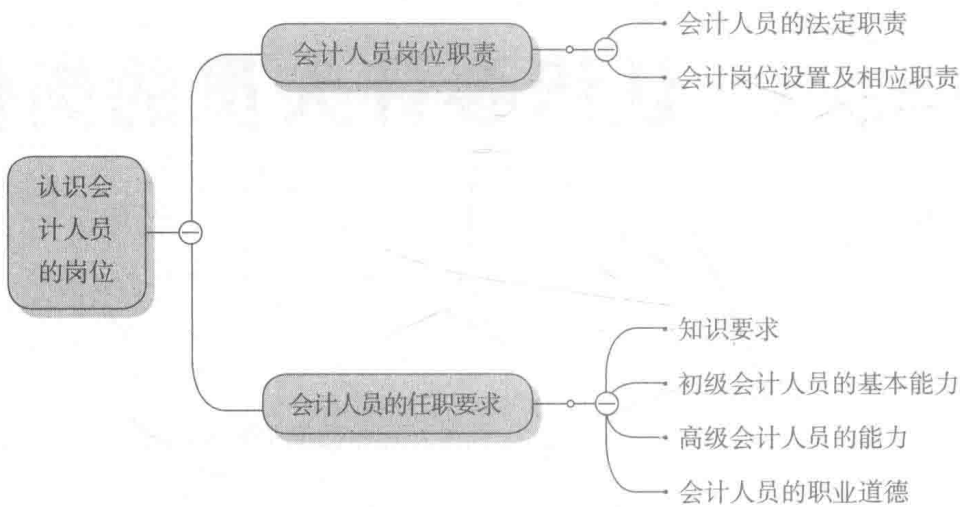 认识会
计人员
的岗位
会计人员岗位职责
会计人员的法定职责
会计岗位设置及相应职责
会计人员的任职要求
知识要求
初级会计人员的基本能力
高级会计人员的能力
会计人员的职业道德